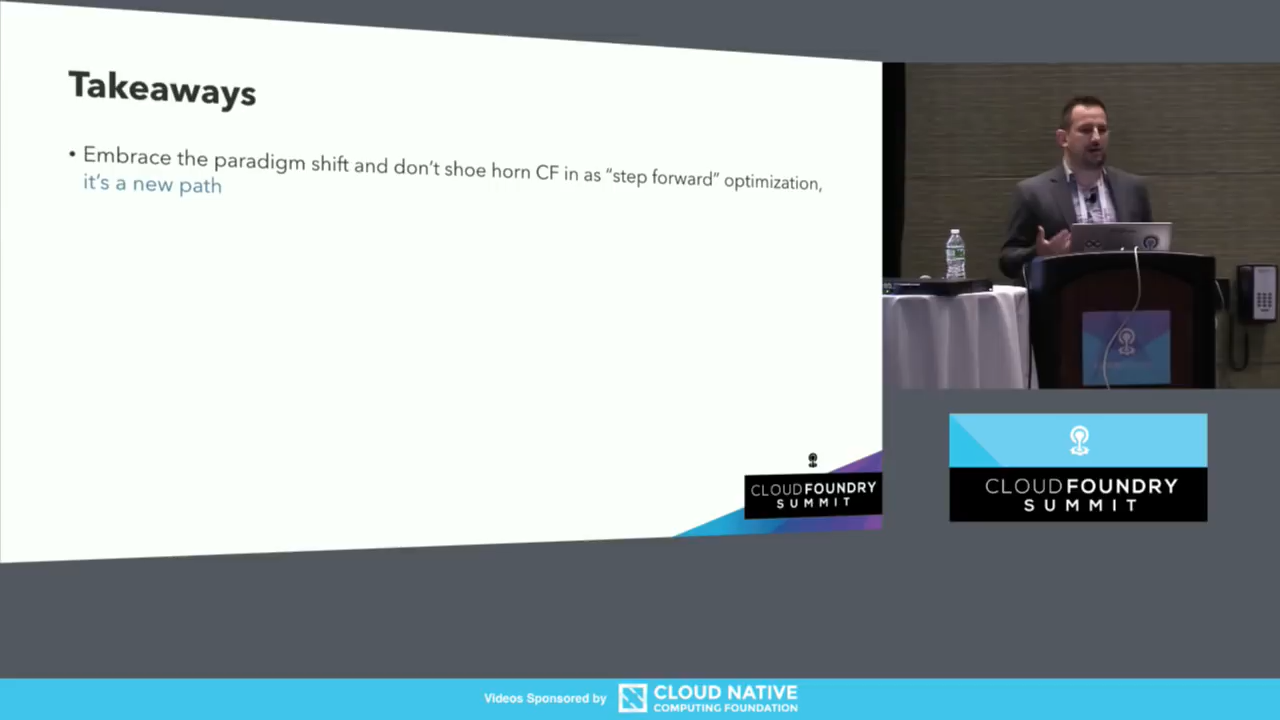 Takeaways
• Embrace the paradigm shift and don’t shoe horn CF in as “step forward” optimization,
it’s a new path
CLOUD FOUNDRY
SUMMIT
CLOUD FOUNDRY
SUMMIT
Videos Sponsored by
CLOUD NATIVE
COMPUTING FOUNDATION